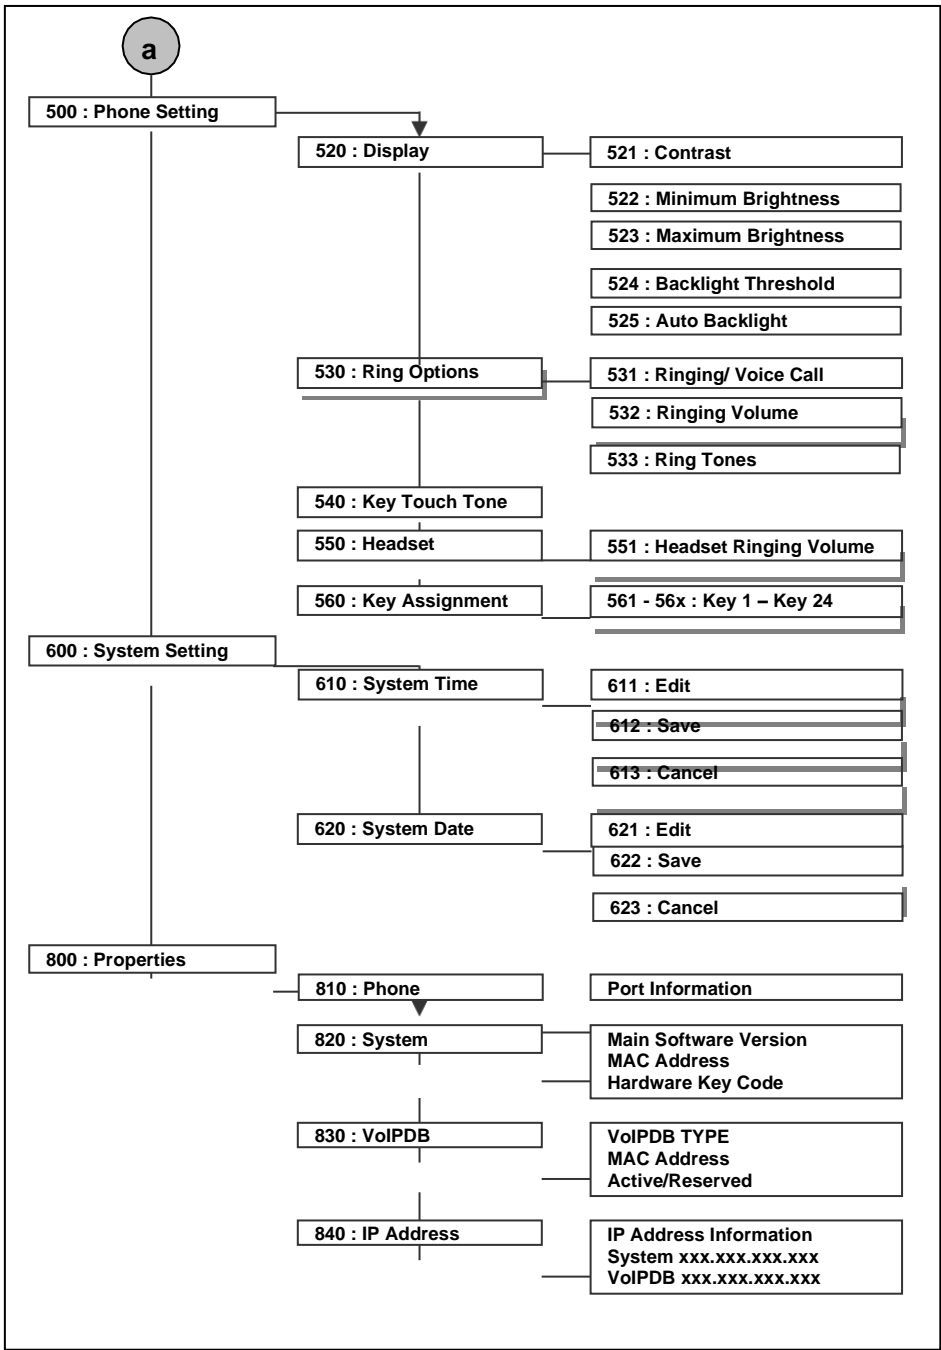 a
500 : Phone Setting
520 : Display
521 : Contrast
522 : Minimum Brightness
523 : Maximum Brightness
524 : Backlight Threshold
525 : Auto Backlight
530 : Ring Options
531 : Ringing/ Voice Call
532 : Ringing Volume
533 : Ring Tones
540 : Key Touch Tone
550 : Headset
551 : Headset Ringing Volume
560 : Key Assignment
561 - 56x : Key 1 – Key 24
600 : System Setting
610 : System Time
611 : Edit
612 : Save
613 : Cancel
620 : System Date
621 : Edit
622 : Save
623 : Cancel
800 : Properties
810 : Phone
Port Information
820 : System
Main Software Version
MAC Address
Hardware Key Code
830 : VoIPDB
VoIPDB TYPE
MAC Address
Active/Reserved
840 : IP Address
IP Address Information
System xxx.xxx.xxx.xxx
VoIPDB xxx.xxx.xxx.xxx